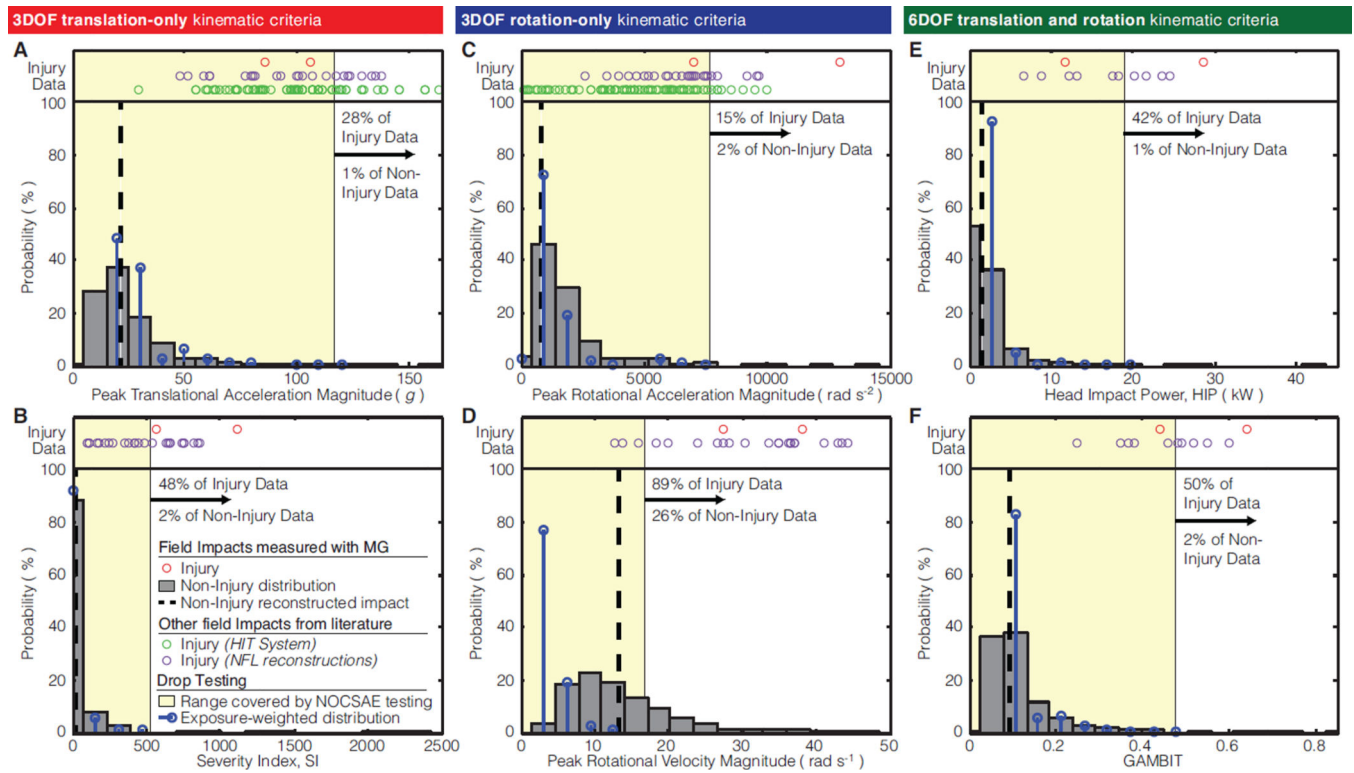 3DOF translation-only kinematic criteria
3DOF rotation-only kinematic criteria
6DOF translation and rotation kinematic criteria
A
Injury
Data
100
80
60
40
20
0
Probability ( % )
28% of
Injury Data
1% of Non-
Injury Data
0
50
100
150
Peak Translational Acceleration Magnitude ( g )
C
Injury
Data
100
80
60
40
20
0
Probability ( % )
15% of Injury Data
2% of Non-Injury Data
0
5000
10000
15000
Peak Rotational Acceleration Magnitude ( rad s-2 )
E
Injury
Data
100
80
60
40
20
0
Probability ( % )
42% of Injury Data
1% of Non-Injury Data
0
10
20
30
40
Head Impact Power, HIP ( kW )
B
Injury
Data
100
80
60
40
20
0
Probability ( % )
48% of Injury Data
2% of Non-Injury Data
Field Impacts measured with MG
Injury
Non-Injury distribution
Non-Injury reconstructed impact
Other field Impacts from literature
Injury (HIT System)
Injury (NFL reconstructions)
Drop Testing
Range covered by NOCSAE testing
Exposure-weighted distribution
0
500
1000
1500
2000
2500
Severity Index, SI
D
Injury
Data
100
80
60
40
20
0
Probability ( % )
89% of Injury Data
26% of Non-Injury Data
0
10
20
30
40
50
Peak Rotational Velocity Magnitude ( rad s-1 )
F
Injury
Data
100
80
60
40
20
0
Probability ( % )
50% of
Injury Data
2% of Non-
Injury Data
0
0.2
0.4
0.6
0.8
GAMBIT